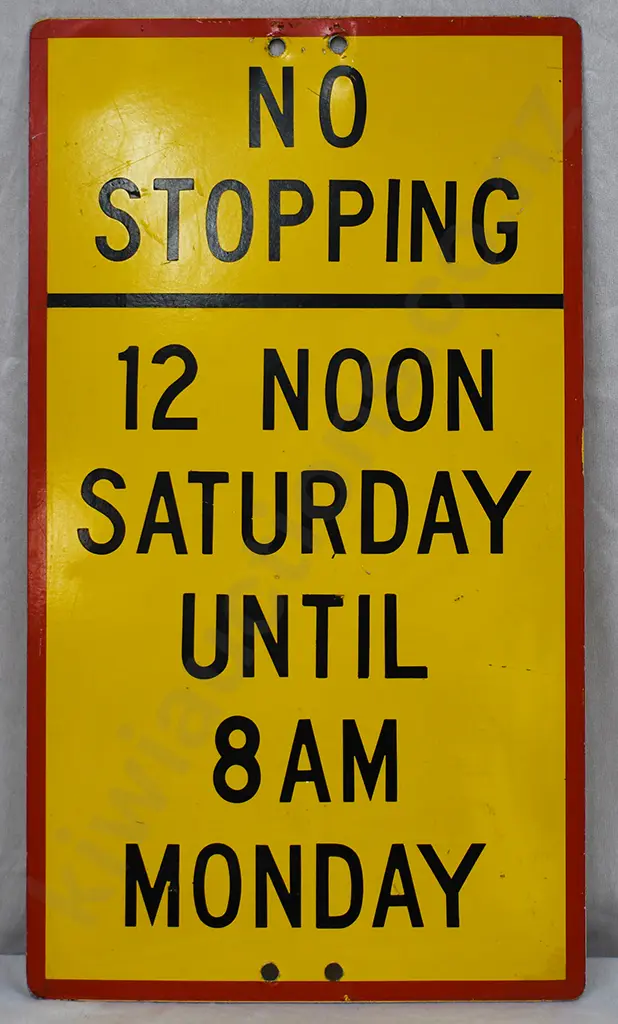 NO
STOPPING
12 NOON
SATURDAY
UNTIL
8 AM
MONDAY